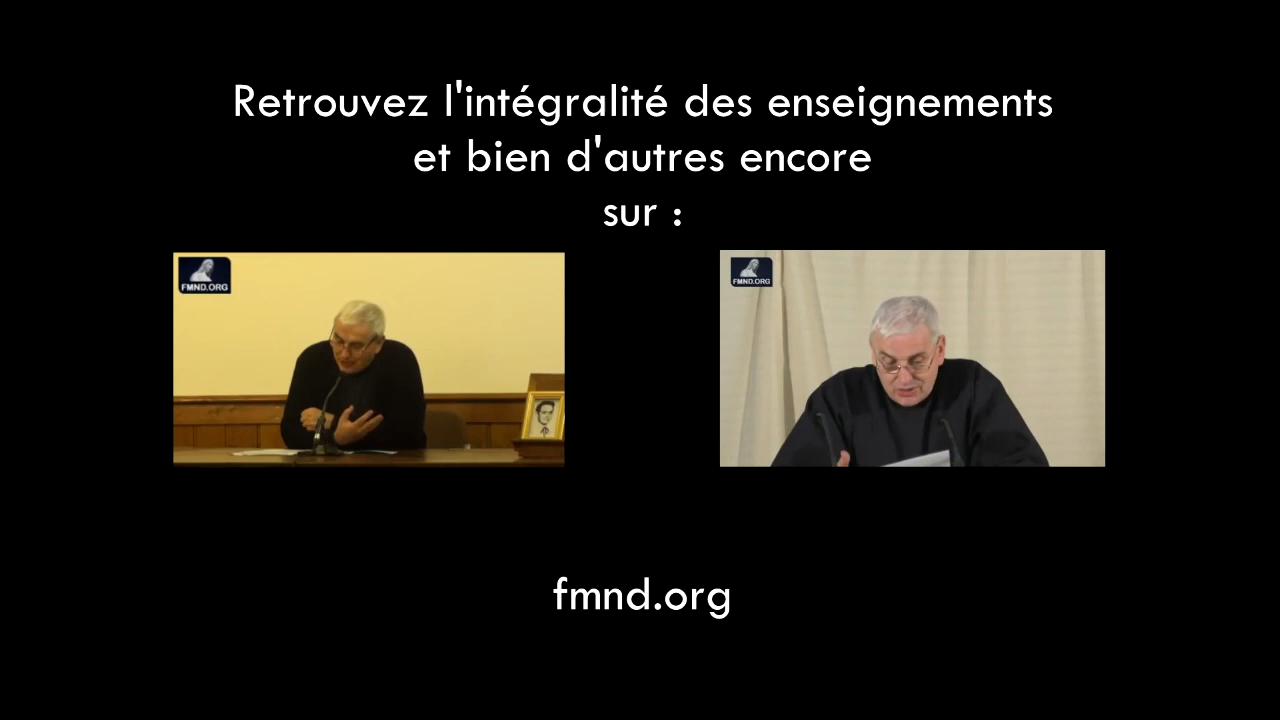 Retrouvez l'intégralité des enseignements
et bien d'autres encore
sur :
FMND.ORG
FMND.ORG
fmnd.org